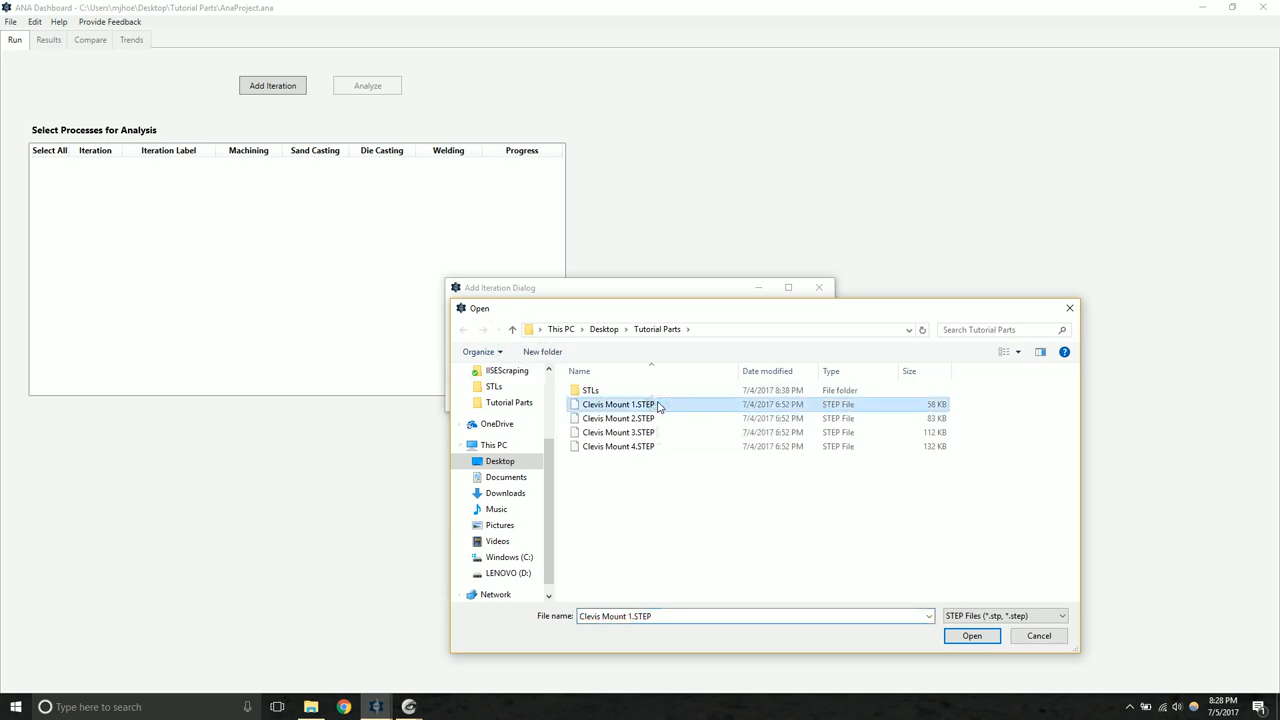 ANA Dashboard - C:\Users\mjhoe\Desktop\Tutorial Parts\AnaProject.ana
File Edit Help Provide Feedback
Run Results Compare Trends
Add Iteration Analyze
Select Processes for Analysis
Select All Iteration Iteration Label Machining Sand Casting Die Casting Welding Progress
Add Iteration Dialog
Open
This PC Desktop Tutorial Parts Search Tutorial Parts
Organize New folder
Name Date modified Type Size
IISEScraping
STLs
Tutorial Parts
OneDrive
This PC
Desktop
Documents
Downloads
Music
Pictures
Videos
Windows (C:)
LENOVO (D:)
Network
STLs 7/4/2017 8:38 PM File folder
Clevis Mount 1.STEP 7/4/2017 6:52 PM STEP File 58 KB
Clevis Mount 2.STEP 7/4/2017 6:52 PM STEP File 83 KB
Clevis Mount 3.STEP 7/4/2017 6:52 PM STEP File 112 KB
Clevis Mount 4.STEP 7/4/2017 6:52 PM STEP File 132 KB
File name: Clevis Mount 1.STEP STEP Files (*.stp, *.step)
Open Cancel
Type here to search
8:28 PM
7/5/2017
1